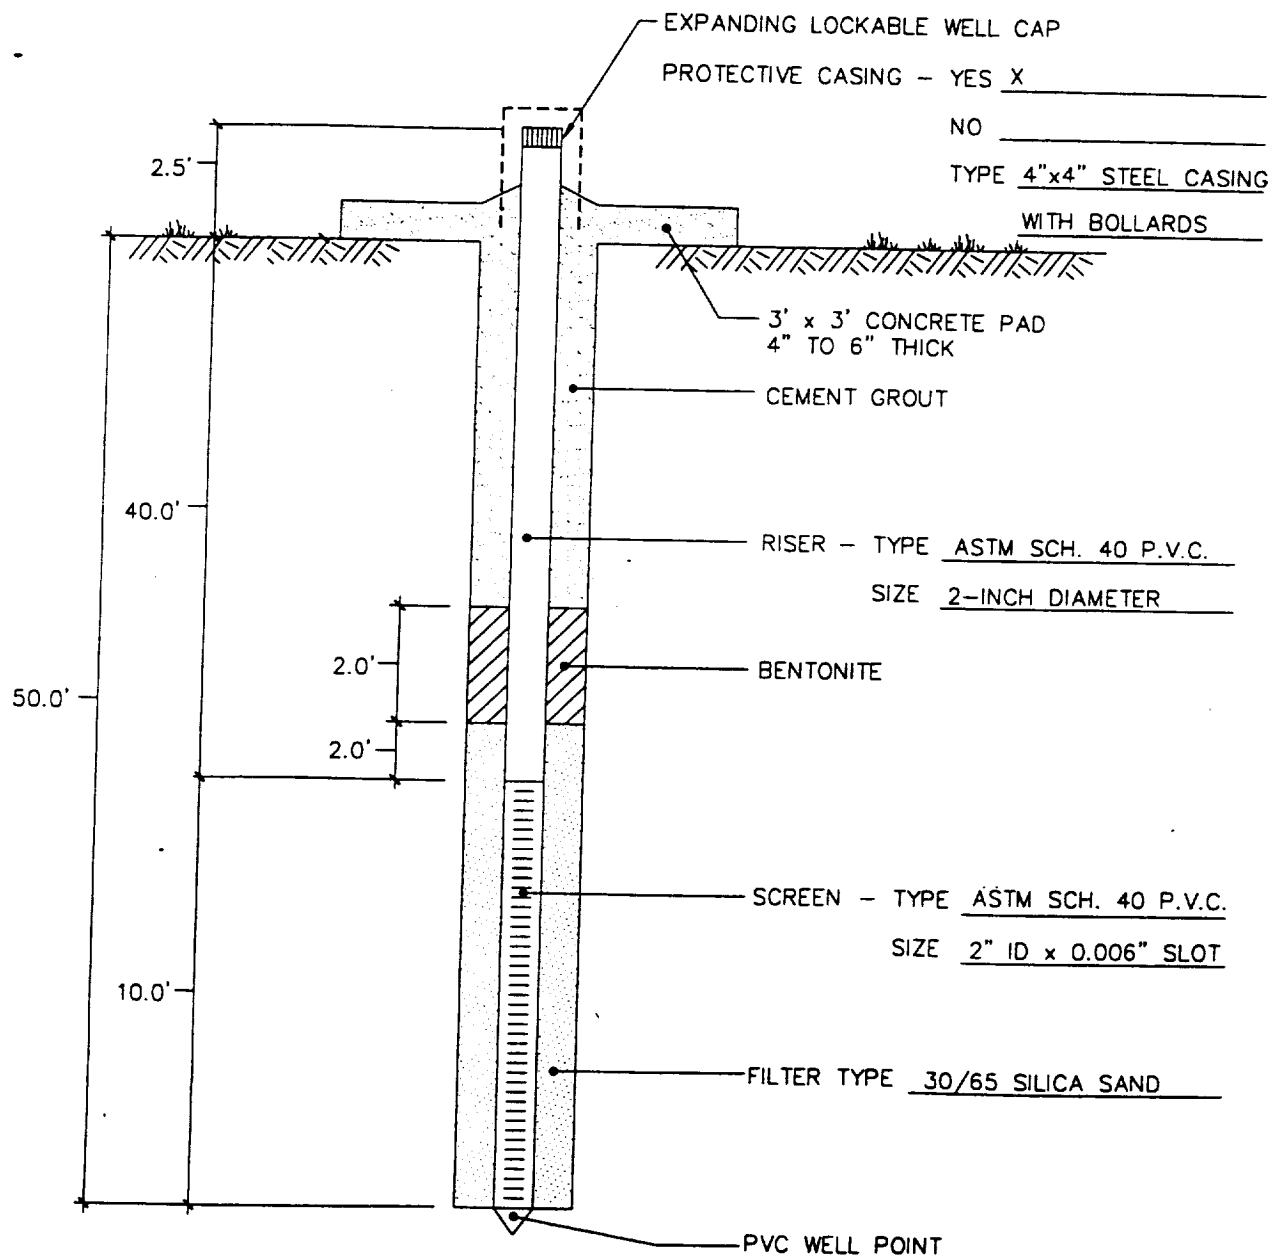 EXPANDING LOCKABLE WELL CAP
PROTECTIVE CASING - YES X
NO
2.5'
TYPE 4"x4" STEEL CASING
WITH BOLLARDS
3' x 3' CONCRETE PAD
4" TO 6" THICK
CEMENT GROUT
40.0'
RISER - TYPE ASTM SCH. 40 P.V.C.
SIZE 2-INCH DIAMETER
2.0'
BENTONITE
50.0'
2.0'
SCREEN - TYPE ASTM SCH. 40 P.V.C.
SIZE 2" ID x 0.006" SLOT
10.0'
FILTER TYPE 30/65 SILICA SAND
PVC WELL POINT